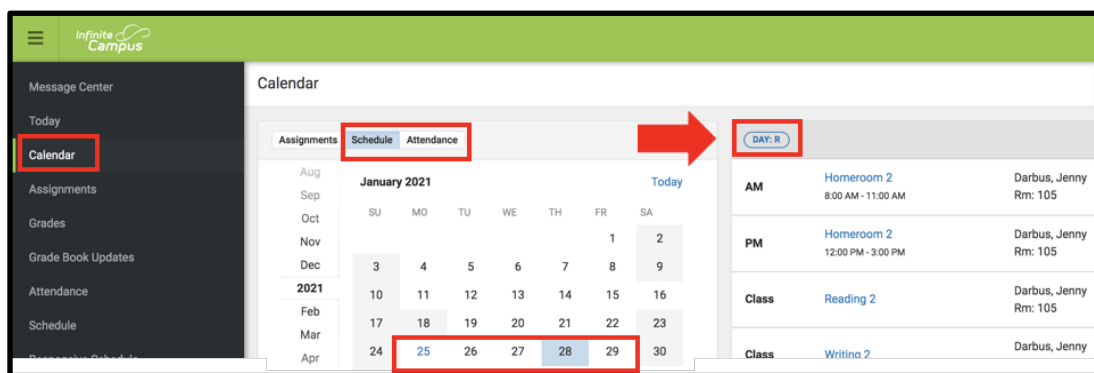 Infinite
Campus
Message Center
Today
Calendar
Assignments
Grades
Grade Book Updates
Attendance
Schedule
Responsive Schedule
Calendar
Assignments Schedule Attendance
Aug
Sep
Oct
Nov
Dec
2021
Feb
Mar
Apr
January 2021 Today
SU MO TU WE TH FR SA
1 2
3 4 5 6 7 8 9
10 11 12 13 14 15 16
17 18 19 20 21 22 23
24 25 26 27 28 29 30
DAY: R
AM Homeroom 2 Darbus, Jenny
8:00 AM - 11:00 AM Rm: 105
PM Homeroom 2 Darbus, Jenny
12:00 PM - 3:00 PM Rm: 105
Class Reading 2 Darbus, Jenny
Rm: 105
Class Writing 2 Darbus, Jenny